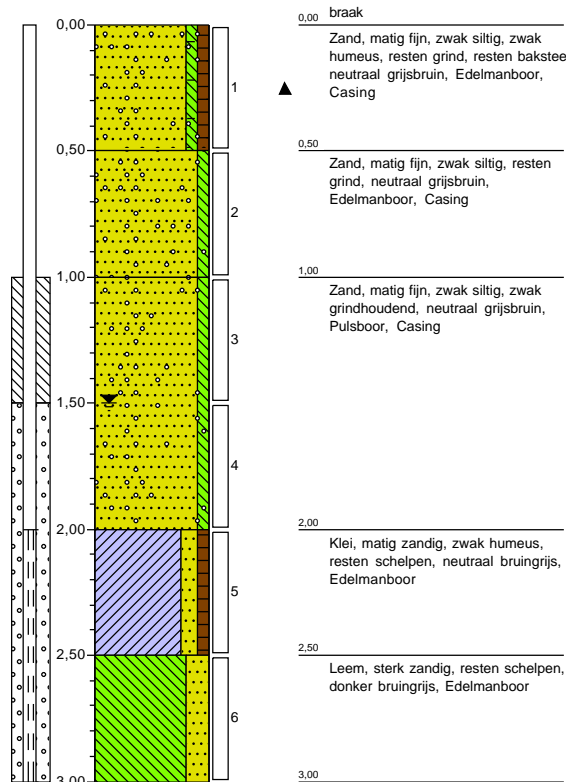 braak
0,00
0,00
Zand, matig fijn, zwak siltig, zwak
humeus, resten grind, resten bakstee
neutraal grijsbruin, Edelmanboor,
Casing
1
0,50
0,50
Zand, matig fijn, zwak siltig, resten
grind, neutraal grijsbruin,
Edelmanboor, Casing
2
1,00
1,00
Zand, matig fijn, zwak siltig, zwak
grindhoudend, neutraal grijsbruin,
Pulsboor, Casing
3
1,50
4
2,00
2,00
Klei, matig zandig, zwak humeus,
resten schelpen, neutraal bruingrijs,
Edelmanboor
5
2,50
2,50
Leem, sterk zandig, resten schelpen,
donker bruingrijs, Edelmanboor
6
3,00
3,00